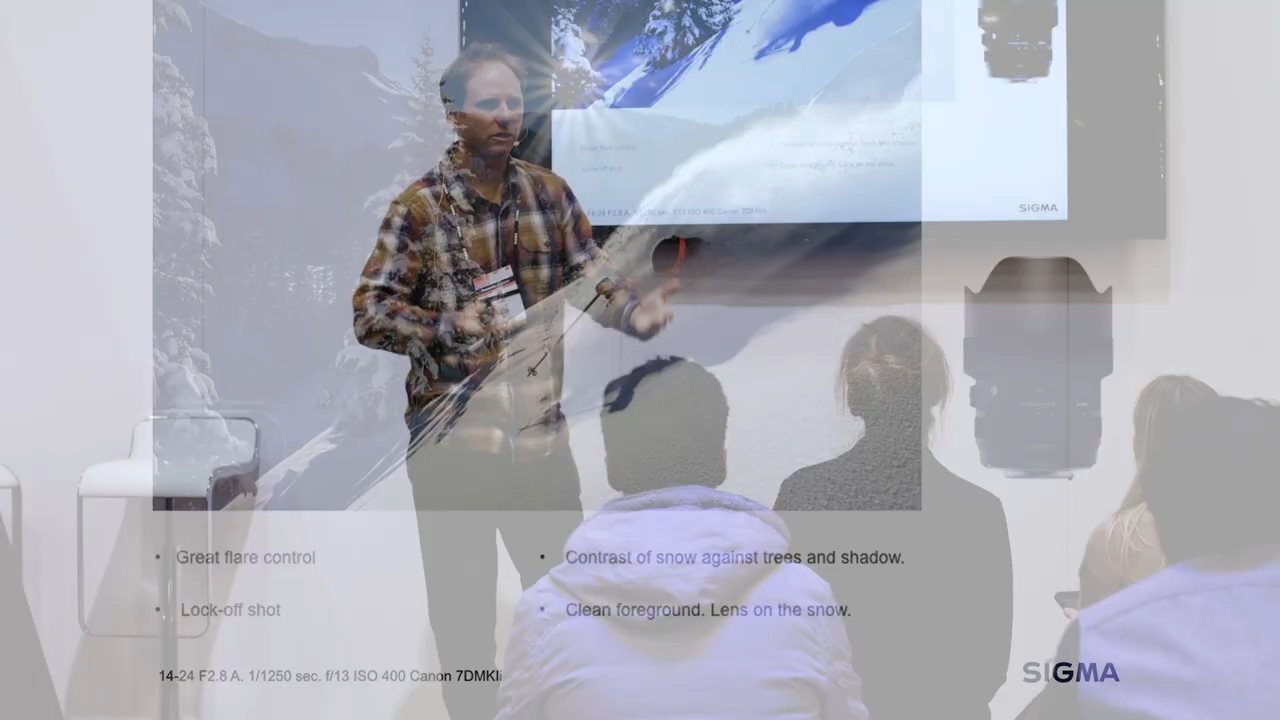 SIGMA
• Great flare control
• Contrast of snow against trees and shadow.
• Lock-off shot
• Clean foreground. Lens on the snow.
14-24 F2.8 A. 1/1250 sec. f/13 ISO 400 Canon 7DMKII
SIGMA